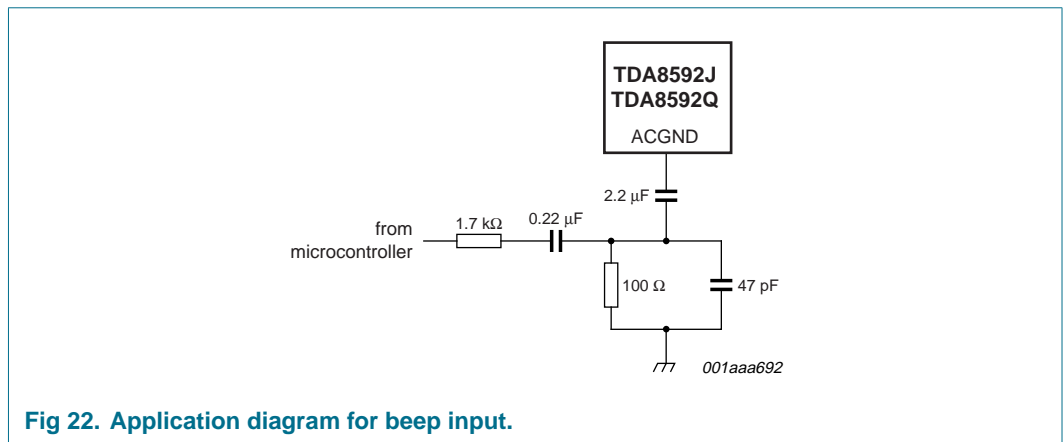 TDA8592J
TDA8592Q
ACGND
2.2 μF
from
microcontroller
1.7 kΩ
0.22 μF
100 Ω
47 pF
001aaa692
Fig 22. Application diagram for beep input.